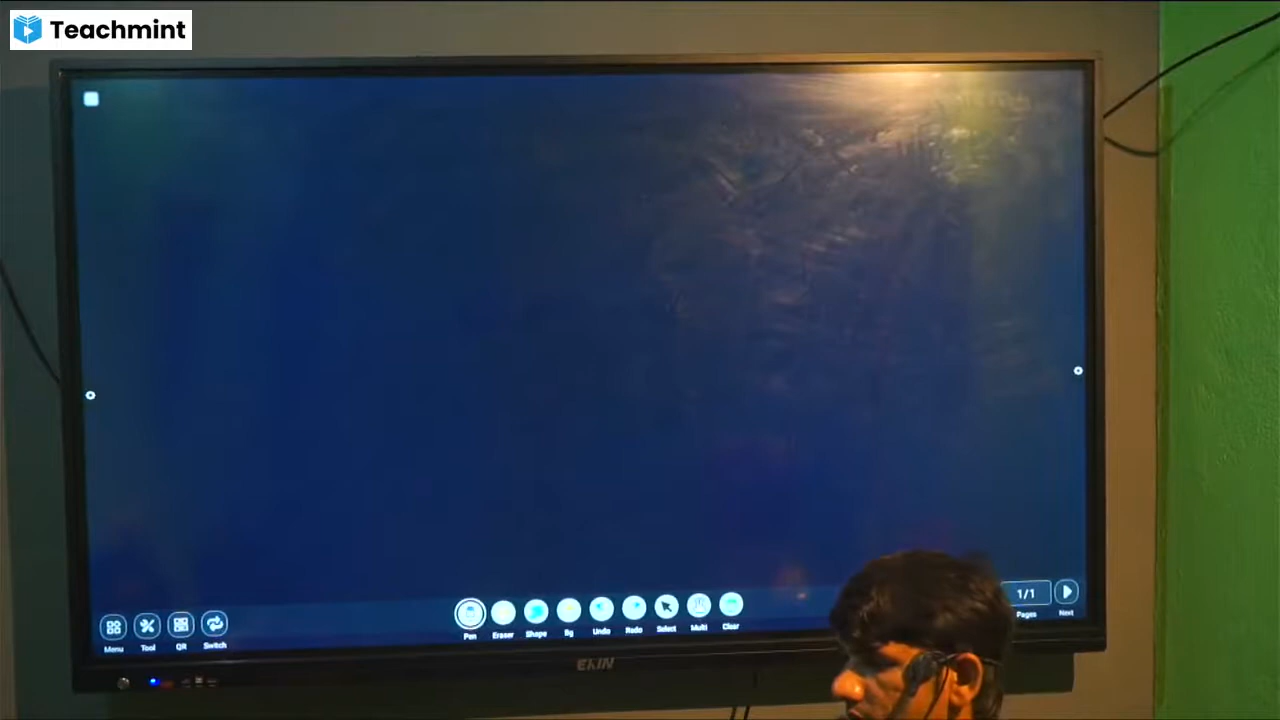 Teachmint
Menu
Tool
QR
Switch
Pen
Eraser
Shape
Bg
Undo
Redo
Select
Multi
Clear
1/1
Pages
Next
EKIN